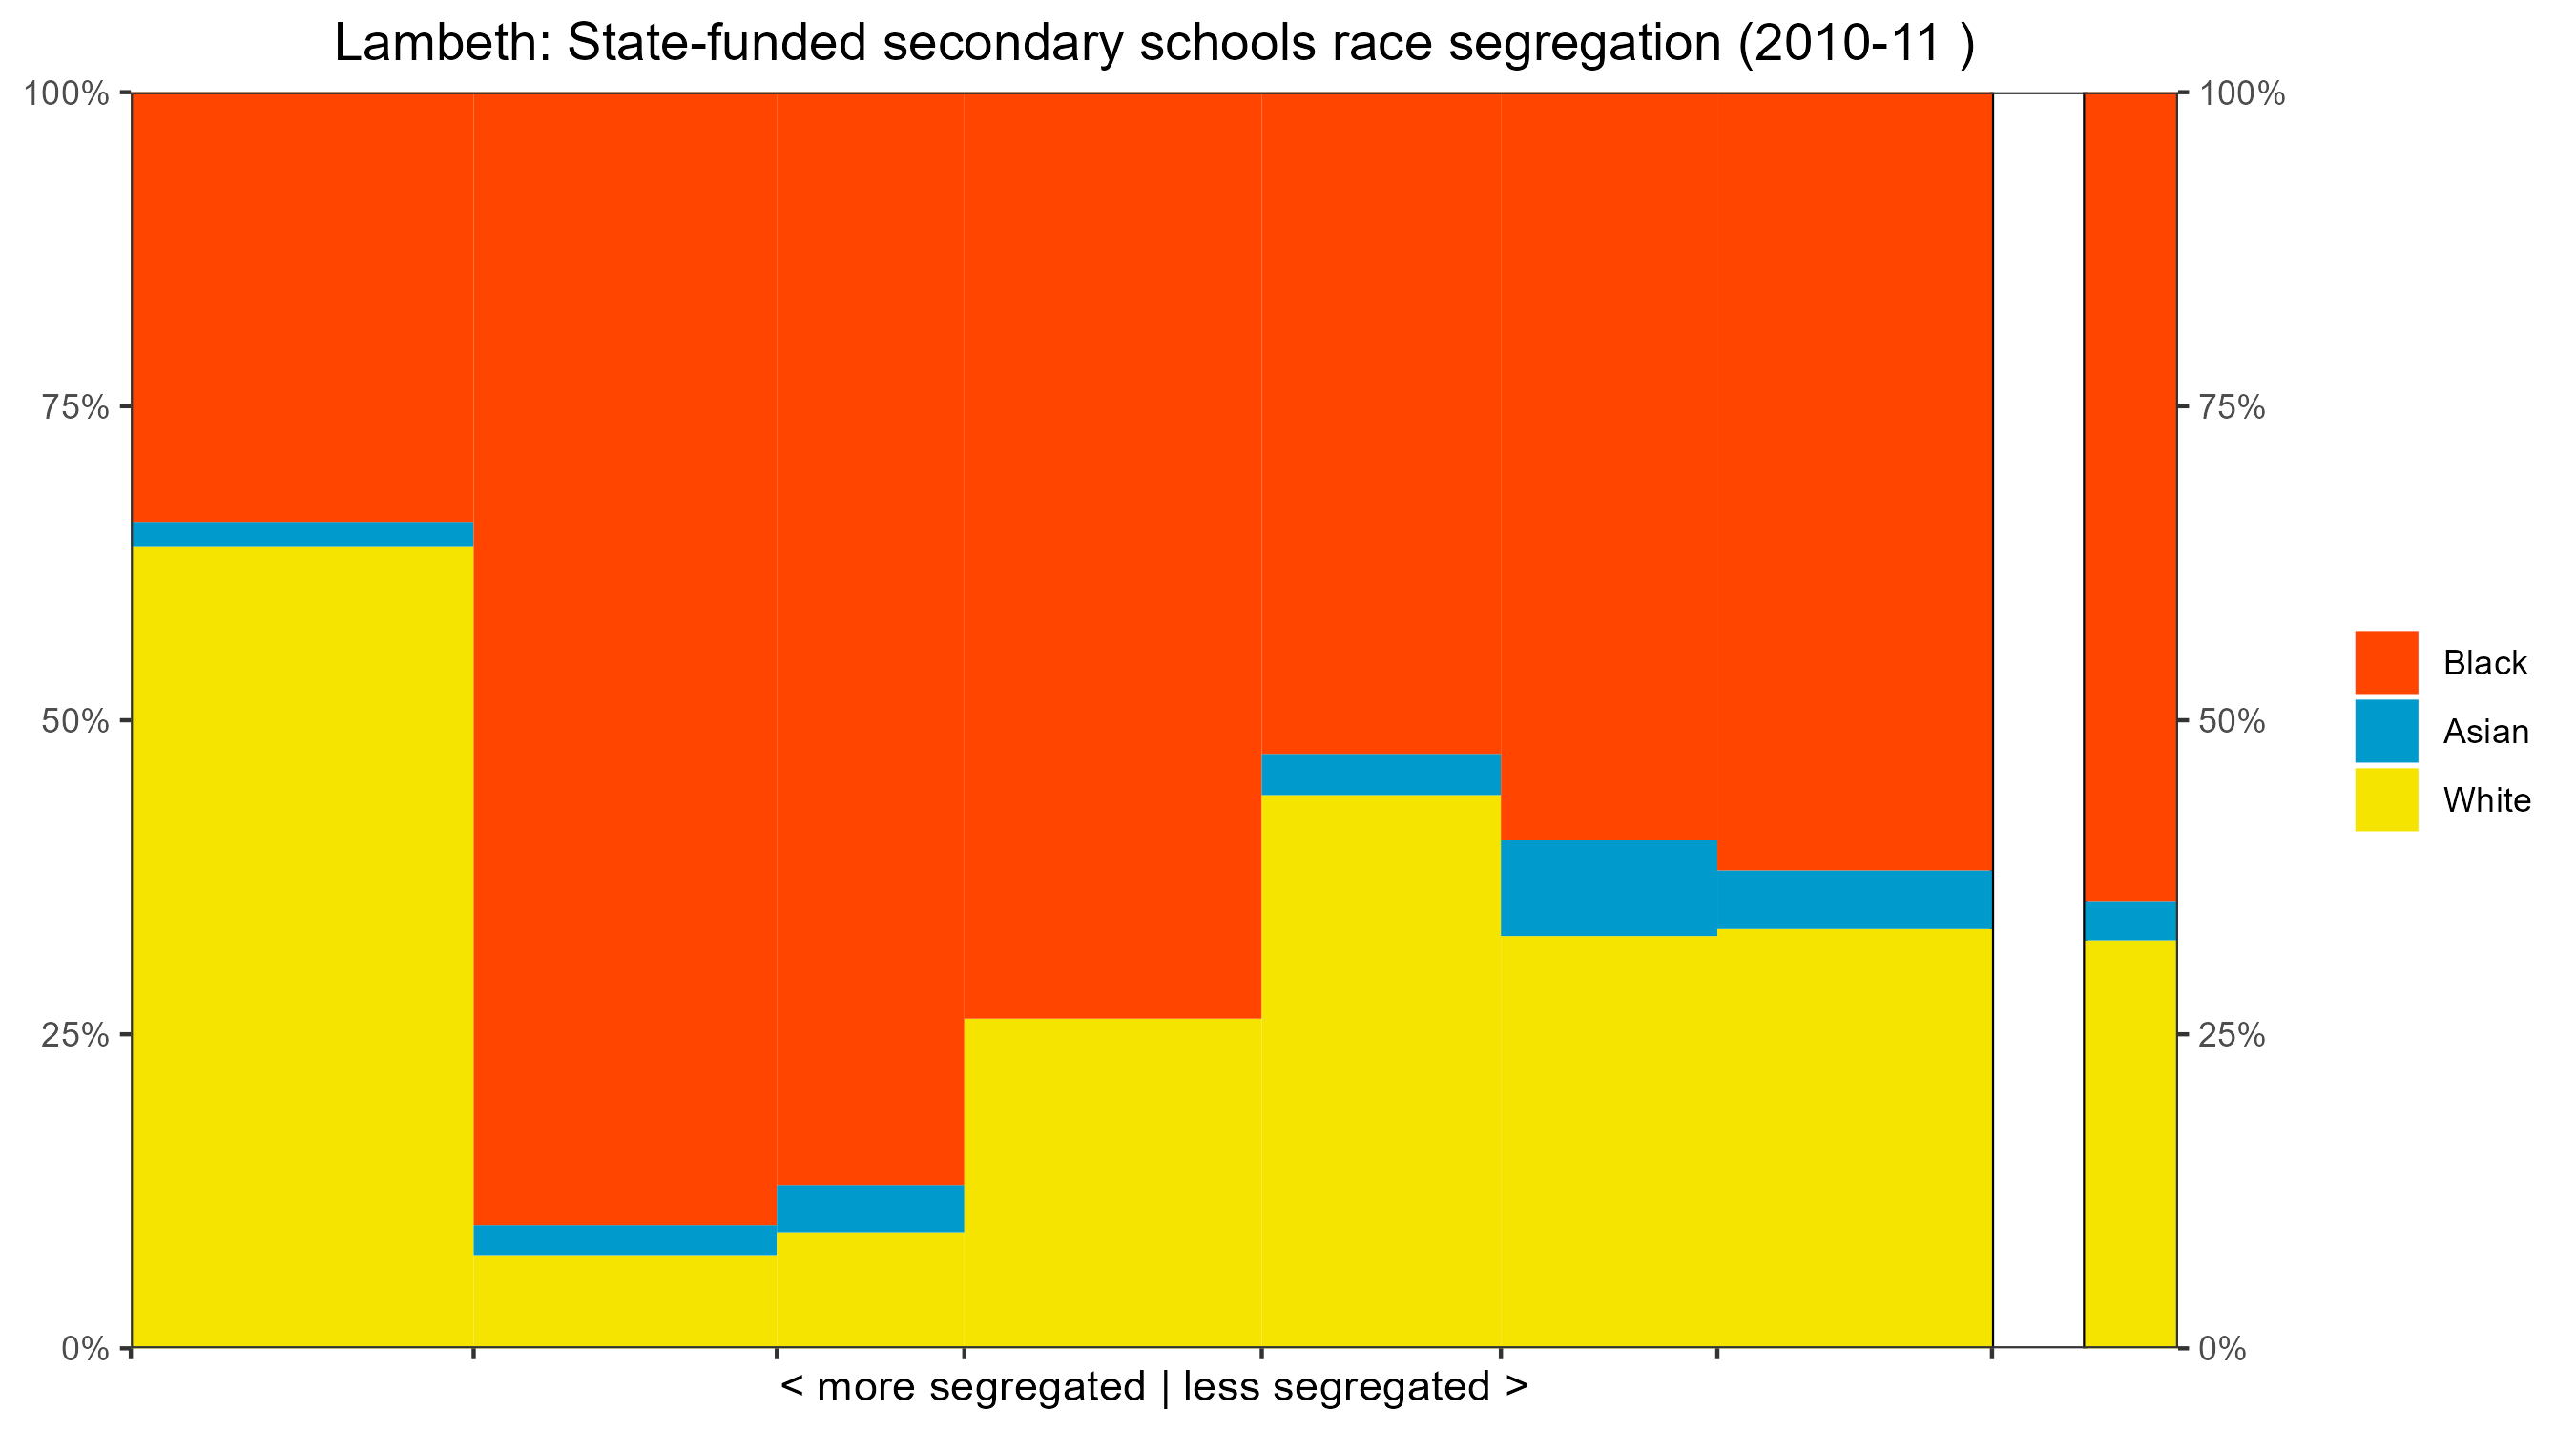 Lambeth: State-funded secondary schools race segregation (2010-11 )
100%
75%
50%
25%
0%
100%
75%
50%
25%
0%
Black
Asian
White
< more segregated | less segregated >